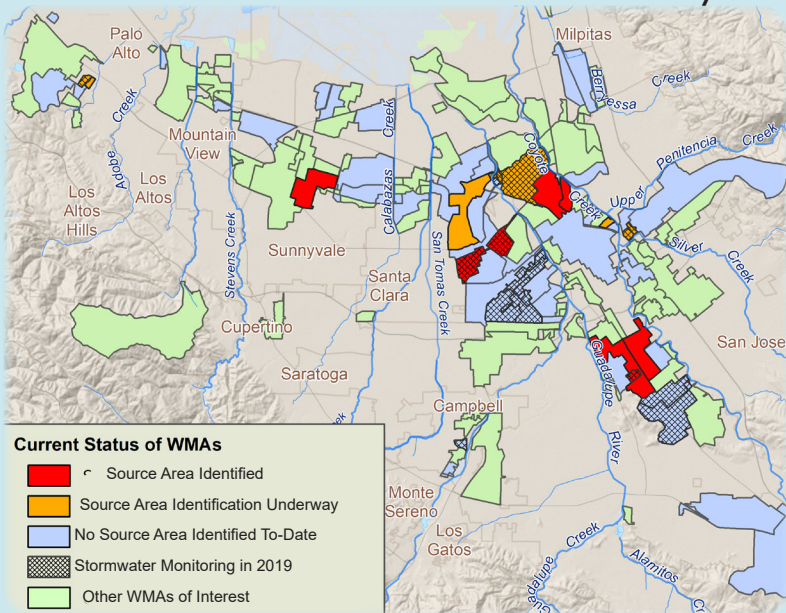 Palo
Alto
Milpitas
Berryessa
Creek
Adobe
Creek
Mountain
View
Creek
Coyote
Creek
Penitencia
Creek
Upper
Los
Altos
Los
Altos
Hills
Stevens Creek
Sunnyvale
Calabazas
San Tomas Creek
Santa
Clara
Silver
Creek
Cupertino
San Jose
Saratoga
Guadalupe
River
Campbell
Monte
Sereno
Los
Gatos
Creek
Alamitos
Current Status of WMAs
Source Area Identified
Source Area Identification Underway
No Source Area Identified To-Date
Stormwater Monitoring in 2019
Other WMAs of Interest